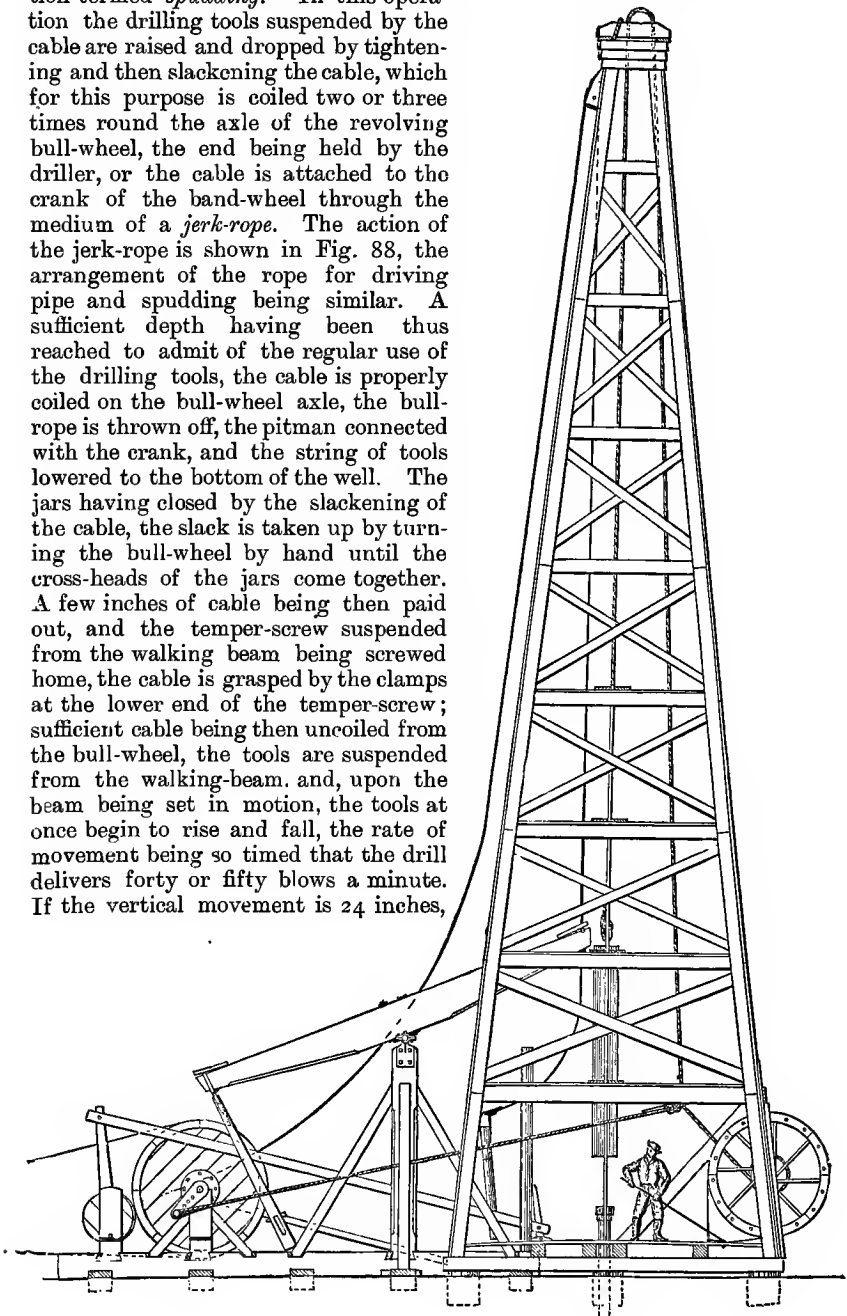 tion the drilling tools suspended by the
cable are raised and dropped by tighten-
ing and then slackening the cable, which
for this purpose is coiled two or three
times round the axle of the revolving
bull-wheel, the end being held by the
driller, or the cable is attached to the
crank of the band-wheel through the
medium of a jerk-rope. The action of
the jerk-rope is shown in Fig. 88, the
arrangement of the rope for driving
pipe and spudding being similar. A
sufficient depth having been thus
reached to admit of the regular use of
the drilling tools, the cable is properly
coiled on the bull-wheel axle, the bull-
rope is thrown off, the pitman connected
with the crank, and the string of tools
lowered to the bottom of the well. The
jars having closed by the slackening of
the cable, the slack is taken up by turn-
ing the bull-wheel by hand until the
cross-heads of the jars come together.
A few inches of cable being then paid
out, and the temper-screw suspended
from the walking beam being screwed
home, the cable is grasped by the clamps
at the lower end of the temper-screw;
sufficient cable being then uncoiled from
the bull-wheel, the tools are suspended
from the walking-beam. and, upon the
beam being set in motion, the tools at
once begin to rise and fall, the rate of
movement being so timed that the drill
delivers forty or fifty blows a minute.
If the vertical movement is 24 inches,